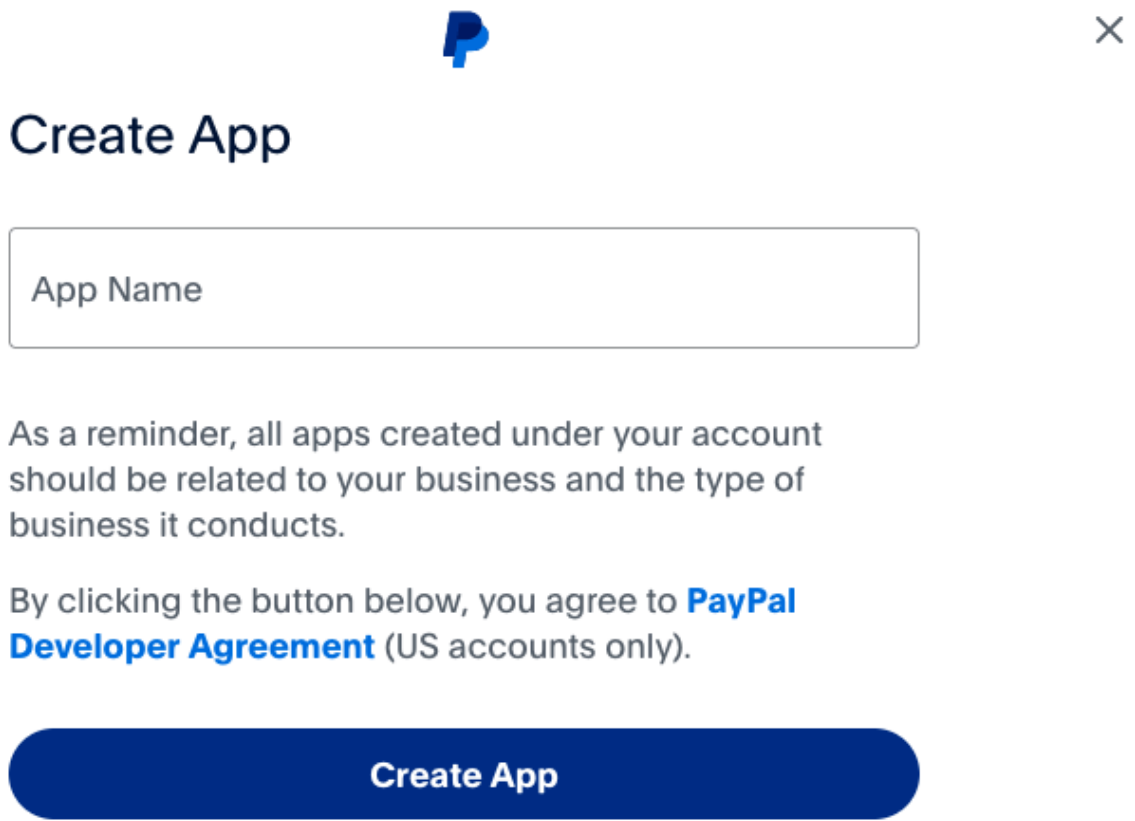 Create App
App Name
As a reminder, all apps created under your account
should be related to your business and the type of
business it conducts.
By clicking the button below, you agree to PayPal
Developer Agreement (US accounts only).
Create App